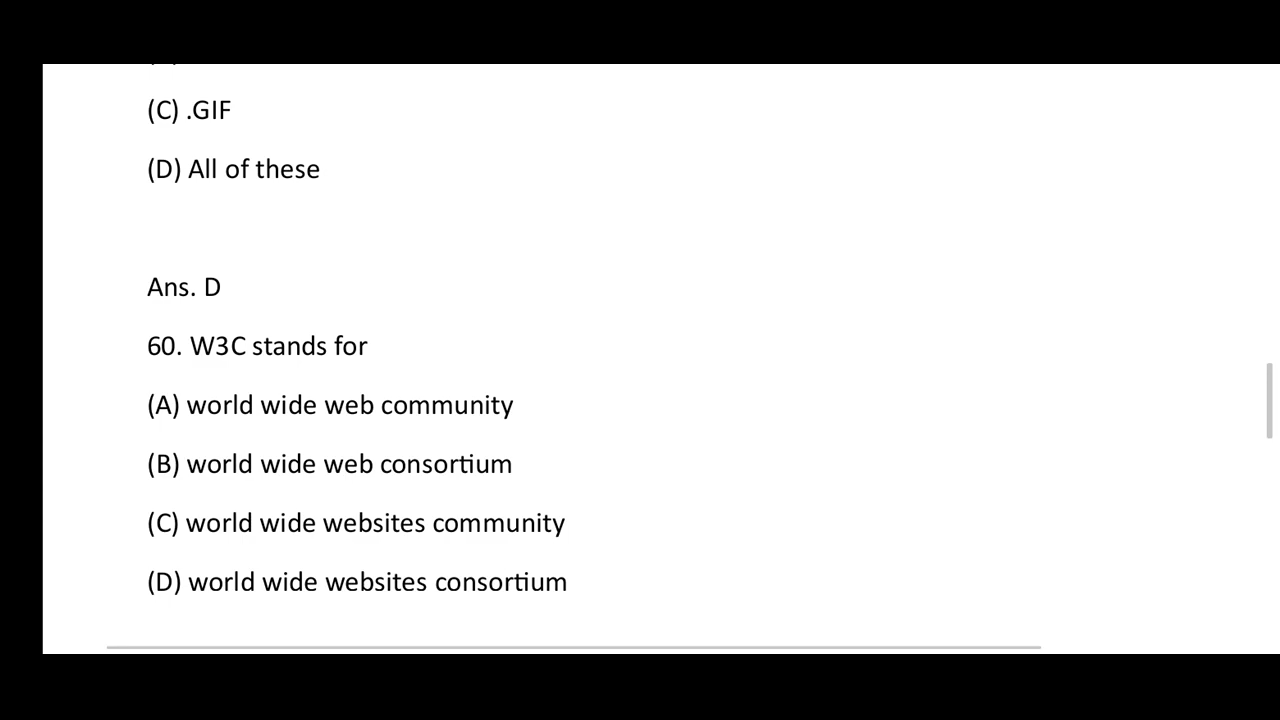 (C) .GIF
(D) All of these
Ans. D
60. W3C stands for
(A) world wide web community
(B) world wide web consortium
(C) world wide websites community
(D) world wide websites consortium